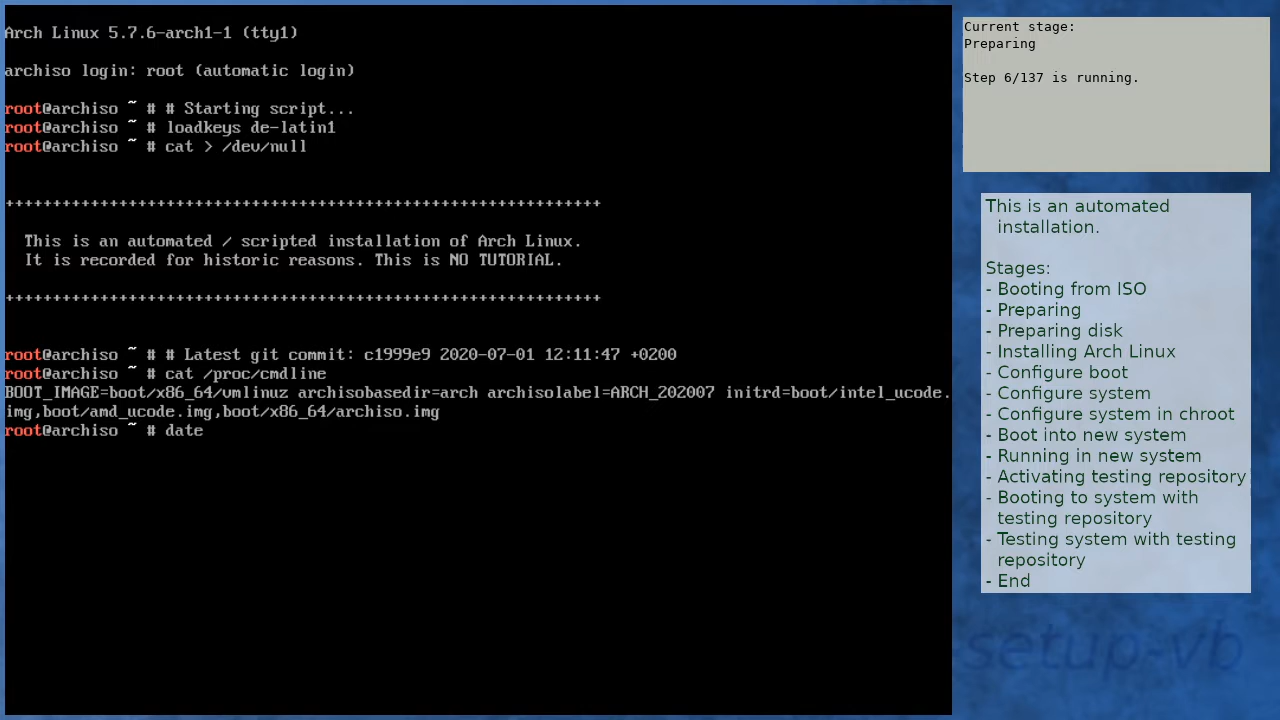 Arch Linux 5.7.6-arch1-1 (tty1)
archiso login: root (automatic login)
root@archiso ~ # # Starting script...
root@archiso ~ # loadkeys de-latin1
root@archiso ~ # cat > /dev/null
+++++++++++++++++++++++++++++++++++++++++++++++++++++++++++++++
This is an automated / scripted installation of Arch Linux.
It is recorded for historic reasons. This is NO TUTORIAL.
+++++++++++++++++++++++++++++++++++++++++++++++++++++++++++++++
root@archiso ~ # # Latest git commit: c1999e9 2020-07-01 12:11:47 +0200
root@archiso ~ # cat /proc/cmdline
BOOT_IMAGE=boot/x86_64/vmlinuz archisobasedir=arch archisolabel=ARCH_202007 initrd=boot/intel_ucode.
img,boot/amd_ucode.img,boot/x86_64/archiso.img
root@archiso ~ # date
Current stage:
Preparing
Step 6/137 is running.
This is an automated
installation.
Stages:
- Booting from ISO
- Preparing
- Preparing disk
- Installing Arch Linux
- Configure boot
- Configure system
- Configure system in chroot
- Boot into new system
- Running in new system
- Activating testing repository
- Booting to system with
testing repository
- Testing system with testing
repository
- End
-setup-vb